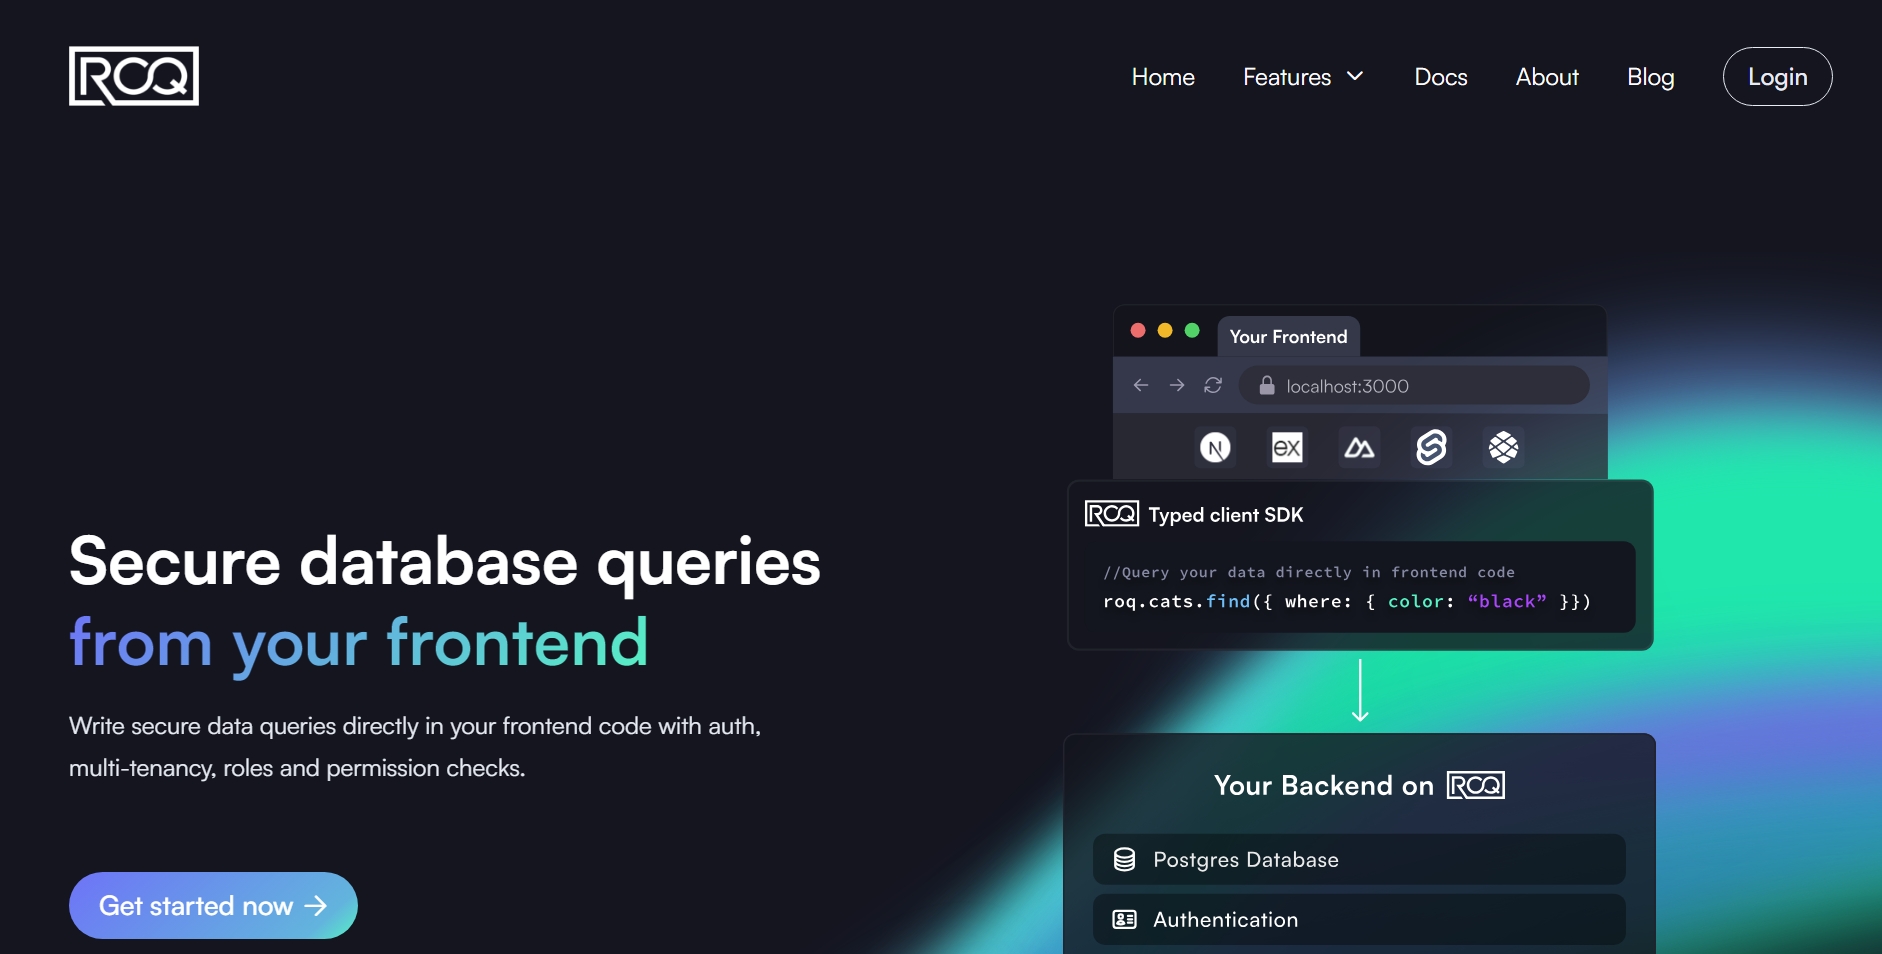 ROQ
Home Features Docs About Blog Login
Secure database queries
from your frontend
Write secure data queries directly in your frontend code with auth,
multi-tenancy, roles and permission checks.
Get started now →
Your Frontend
localhost:3000
N ex
ROQ Typed client SDK
//Query your data directly in frontend code
roq.cats.find({ where: { color: “black” }})
Your Backend on ROQ
Postgres Database
Authentication